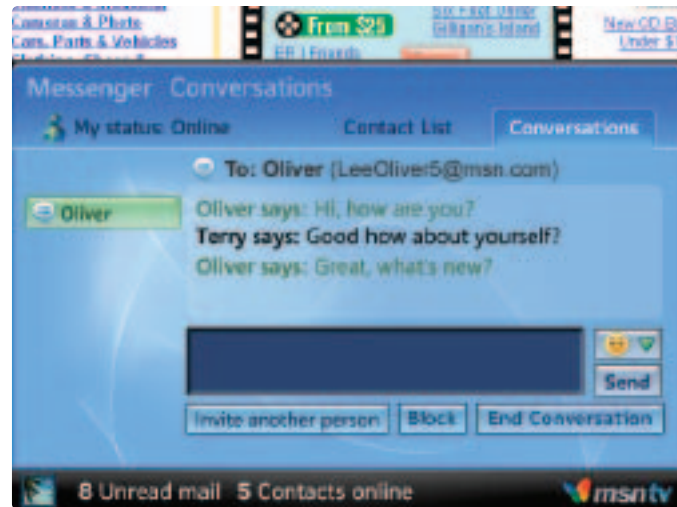 Cameras & Photo
Cars, Parts & Vehicles
From $25
ER | Friends
Gilligan's Island
New CD
Under $
Messenger Conversations
My status: Online
Contact List
Conversations
To: Oliver (LeeOliver5@msn.com)
Oliver
Oliver says: Hi, how are you?
Terry says: Good how about yourself?
Oliver says: Great, what's new?
Send
Invite another person
Block
End Conversation
8 Unread mail 5 Contacts online
msntv